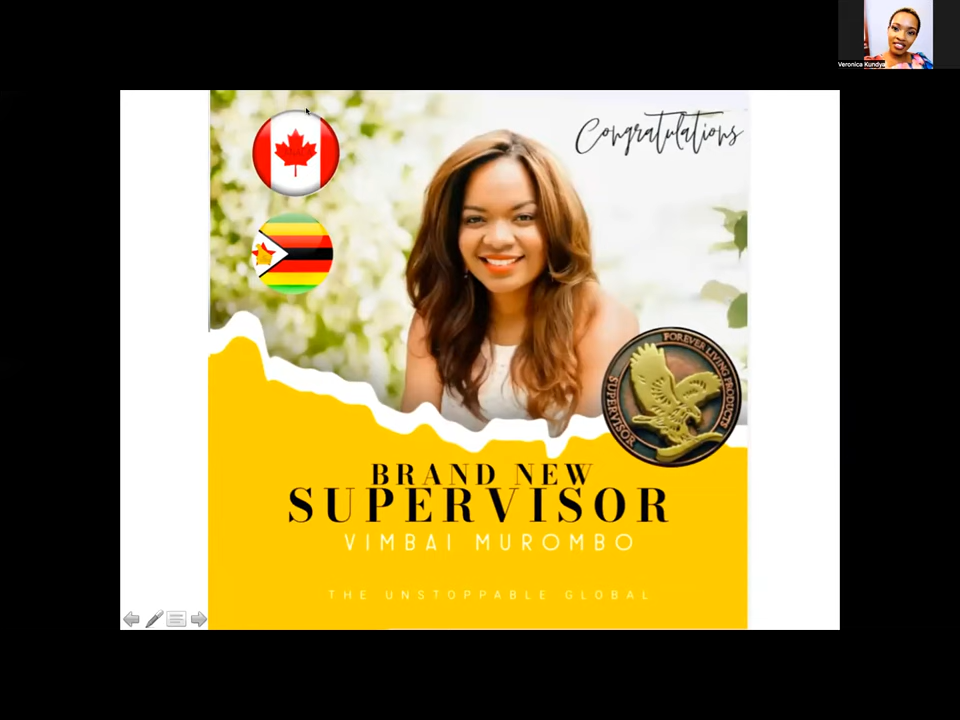 Veronica Kundya
Congratulations
FOREVER LIVING PRODUCTS
SUPERVISOR
BRAND NEW
SUPERVISOR
VIMBAI MUROMBO
THE UNSTOPPABLE GLOBAL